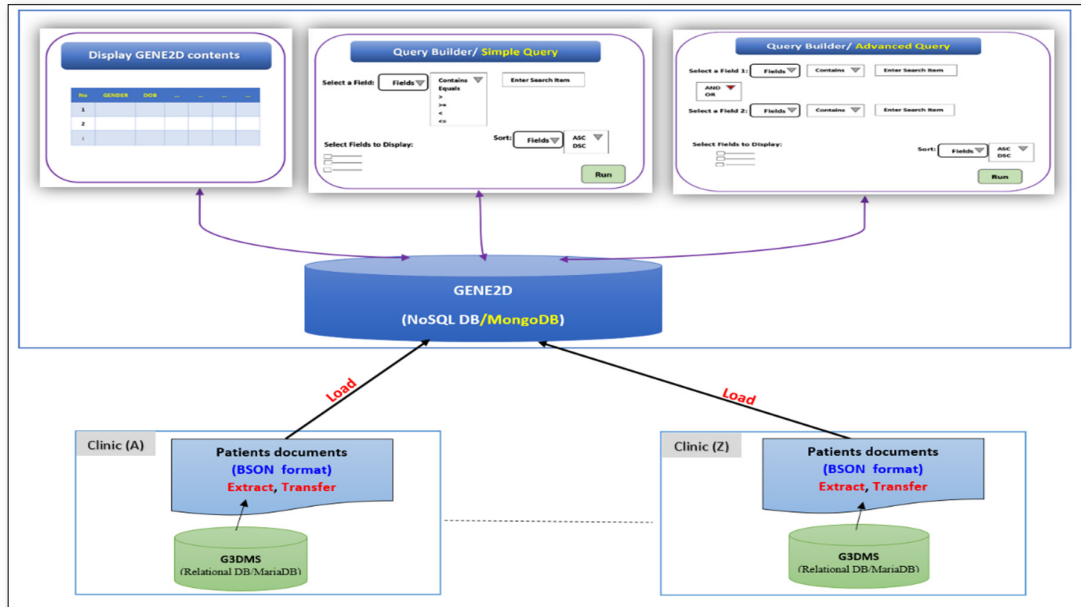 Display GENE2D contents
No GENDER DOB ... ... ... ...
1
2
:
Query Builder/ Simple Query
Select a Field: Fields Contains Enter Search Item
Equals
>
>=
<
<=
Sort: Fields ASC
DSC
Select Fields to Display:
Run
Query Builder/ Advanced Query
Select a Field 1: Fields Contains Enter Search Item
AND
OR
Select a Field 2: Fields Contains Enter Search Item
Select Fields to Display:
Sort: Fields ASC
DSC
Run
GENE2D
(NoSQL DB/MongoDB)
Load
Load
Clinic (A)
Patients documents
(BSON format)
Extract, Transfer
G3DMS
(Relational DB/MariaDB)
Clinic (Z)
Patients documents
(BSON format)
Extract, Transfer
G3DMS
(Relational DB/MariaDB)